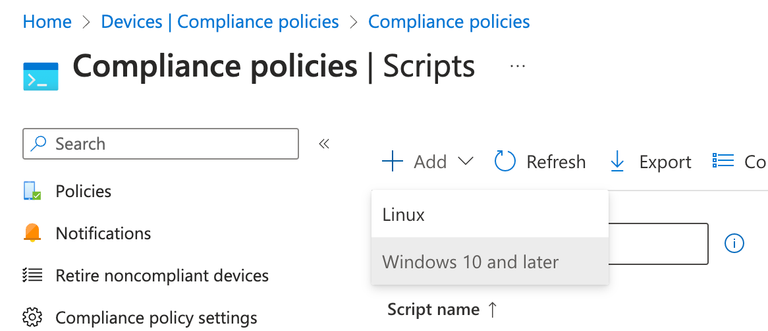 Home > Devices | Compliance policies > Compliance policies
Compliance policies | Scripts ...
Search «
Policies
Notifications
Retire noncompliant devices
Compliance policy settings
Add Refresh Export Co
Linux
Windows 10 and later
Script name ↑